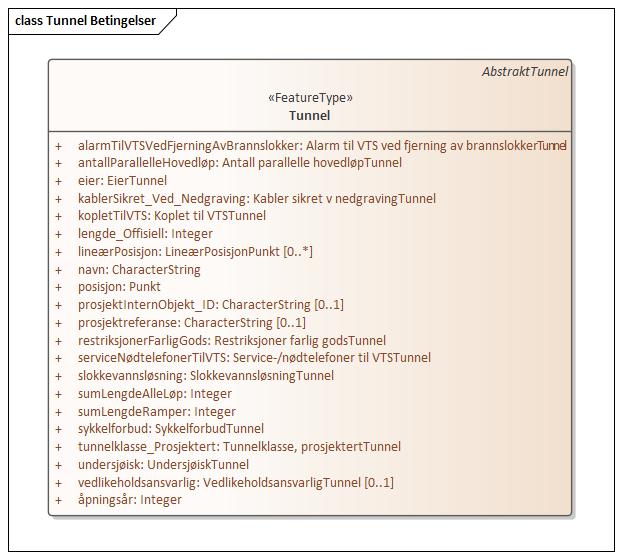 class Tunnel Betingelser
AbstraktTunnel
«FeatureType»
Tunnel
+ alarmTilVTSVedFjerningAvBrannslokker: Alarm til VTS ved fjerning av brannslokkerTunnel
+ antallParallelleHovedløp: Antall parallelle hovedløpTunnel
+ eier: EierTunnel
+ kablerSikret_Ved_Nedgraving: Kabler sikret v nedgravingTunnel
+ kopletTilVTS: Koplet til VTSTunnel
+ lengde_Offisiell: Integer
+ lineærPosisjon: LineærPosisjonPunkt [0..*]
+ navn: CharacterString
+ posisjon: Punkt
+ prosjektInternObjekt_ID: CharacterString [0..1]
+ prosjektreferanse: CharacterString [0..1]
+ restriksjonerFarligGods: Restriksjoner farlig godsTunnel
+ serviceNødtelefonerTilVTS: Service-/nødtelefoner til VTSTunnel
+ slokkevannsløsning: SlokkevannsløsningTunnel
+ sumLengdeAlleLøp: Integer
+ sumLengdeRamper: Integer
+ sykkelforbud: SykkelforbudTunnel
+ tunnelklasse_Prosjektert: Tunnelklasse, prosjektertTunnel
+ undersjøisk: UndersjøiskTunnel
+ vedlikeholdsansvarlig: VedlikeholdsansvarligTunnel [0..1]
+ åpningsår: Integer